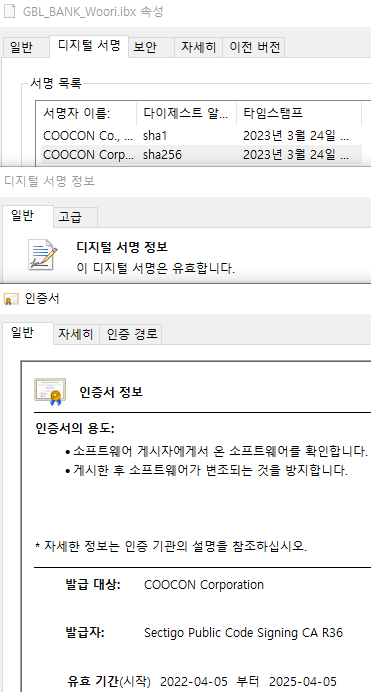 GBL_BANK_Woori.ibx 속성
일반 디지털 서명 보안 자세히 이전 버전
서명 목록
서명자 이름: 다이제스트 알... 타임스탬프
COOCON Co., ... sha1 2023년 3월 24일 ...
COOCON Corp... sha256 2023년 3월 24일 ...
디지털 서명 정보
일반 고급
디지털 서명 정보
이 디지털 서명은 유효합니다.
인증서
일반 자세히 인증 경로
인증서 정보
인증서의 용도:
• 소프트웨어 게시자에게서 온 소프트웨어를 확인합니다.
• 게시한 후 소프트웨어가 변조되는 것을 방지합니다.
* 자세한 정보는 인증 기관의 설명을 참조하십시오.
발급 대상: COOCON Corporation
발급자: Sectigo Public Code Signing CA R36
유효 기간(시작) 2022-04-05 부터 2025-04-05